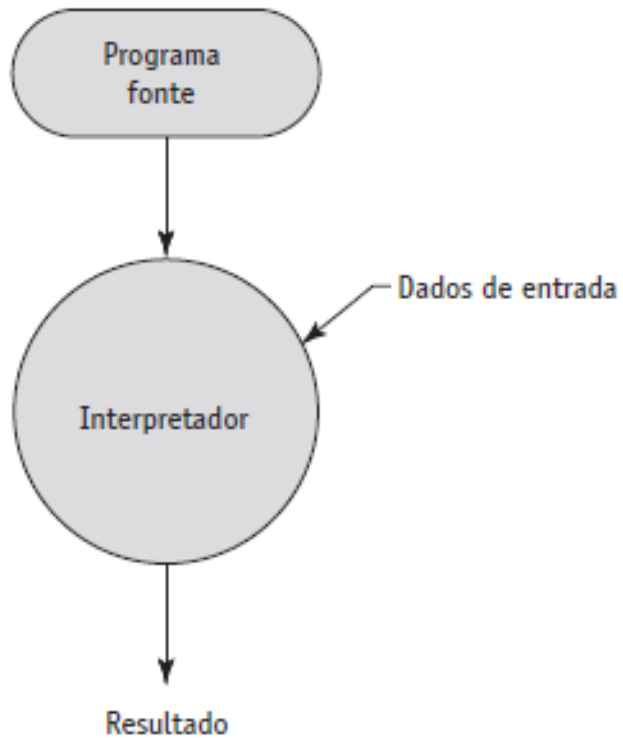 Programa
fonte
Dados de entrada
Interpretador
Resultado